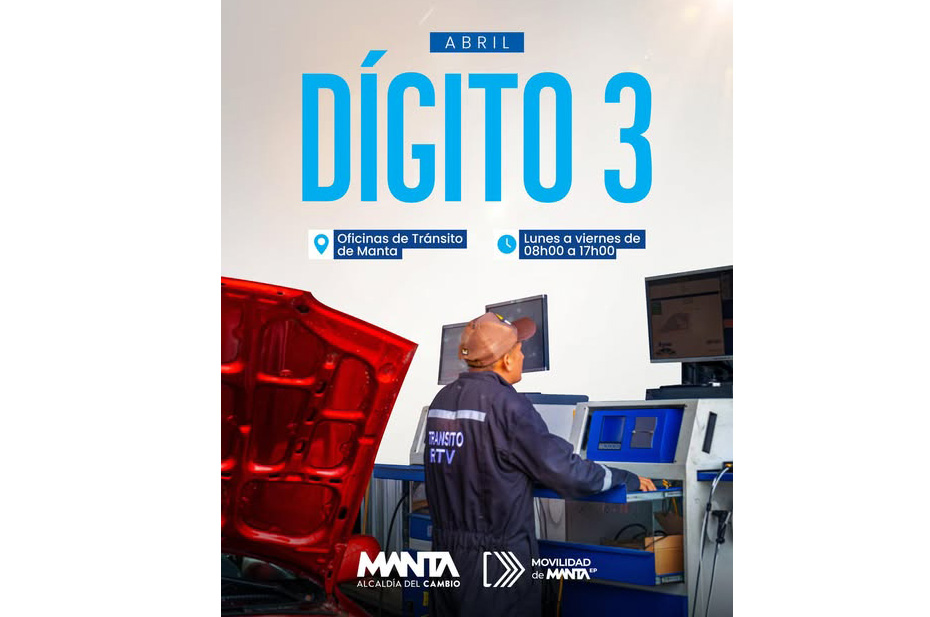 ABRIL
DÍGITO 3
Oficinas de Tránsito
de Manta
Lunes a viernes de
08h00 a 17h00
TRANSITO
RTV
MANTA
ALCALDÍA DEL CAMBIO
MOVILIDAD
de MANTA EP